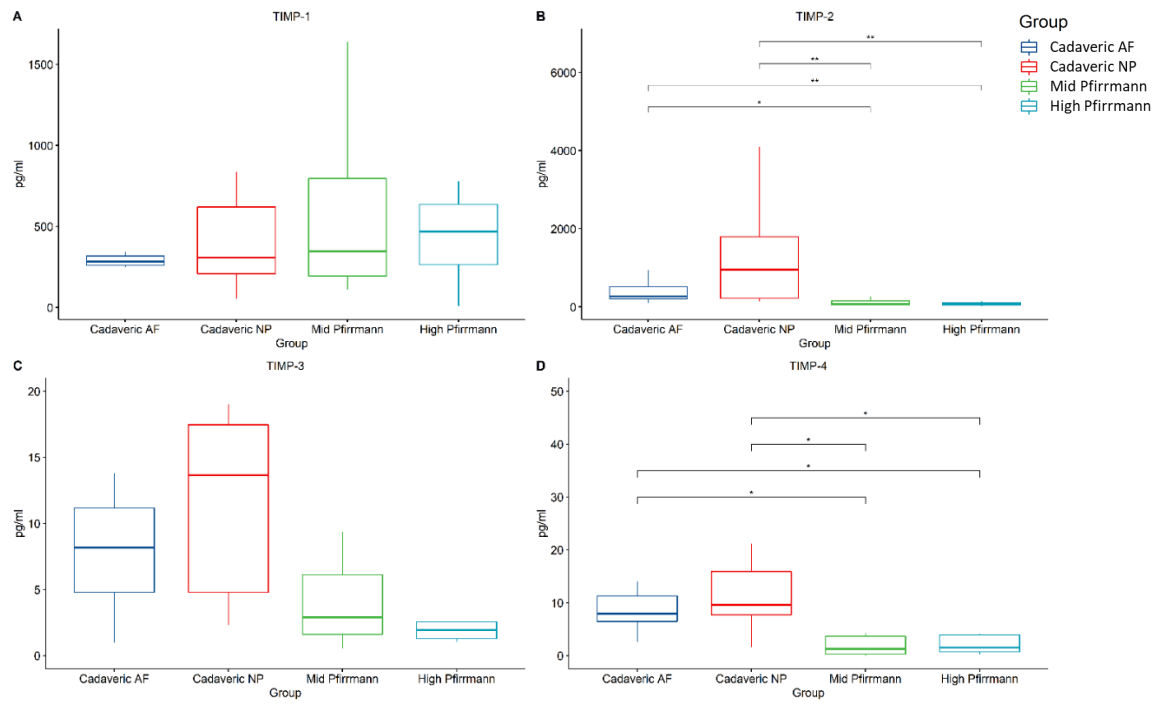 A
TIMP-1
pg/ml
1500
1000
500
0
Cadaveric AF
Cadaveric NP
Mid Pfirrmann
High Pfirrmann
Group
B
TIMP-2
pg/ml
6000
4000
2000
0
**
**
**
*
Cadaveric AF
Cadaveric NP
Mid Pfirrmann
High Pfirrmann
Group
Group
Cadaveric AF
Cadaveric NP
Mid Pfirrmann
High Pfirrmann
C
TIMP-3
pg/ml
20
15
10
5
0
Cadaveric AF
Cadaveric NP
Mid Pfirrmann
High Pfirrmann
Group
D
TIMP-4
pg/ml
50
40
30
20
10
0
*
*
*
*
Cadaveric AF
Cadaveric NP
Mid Pfirrmann
High Pfirrmann
Group